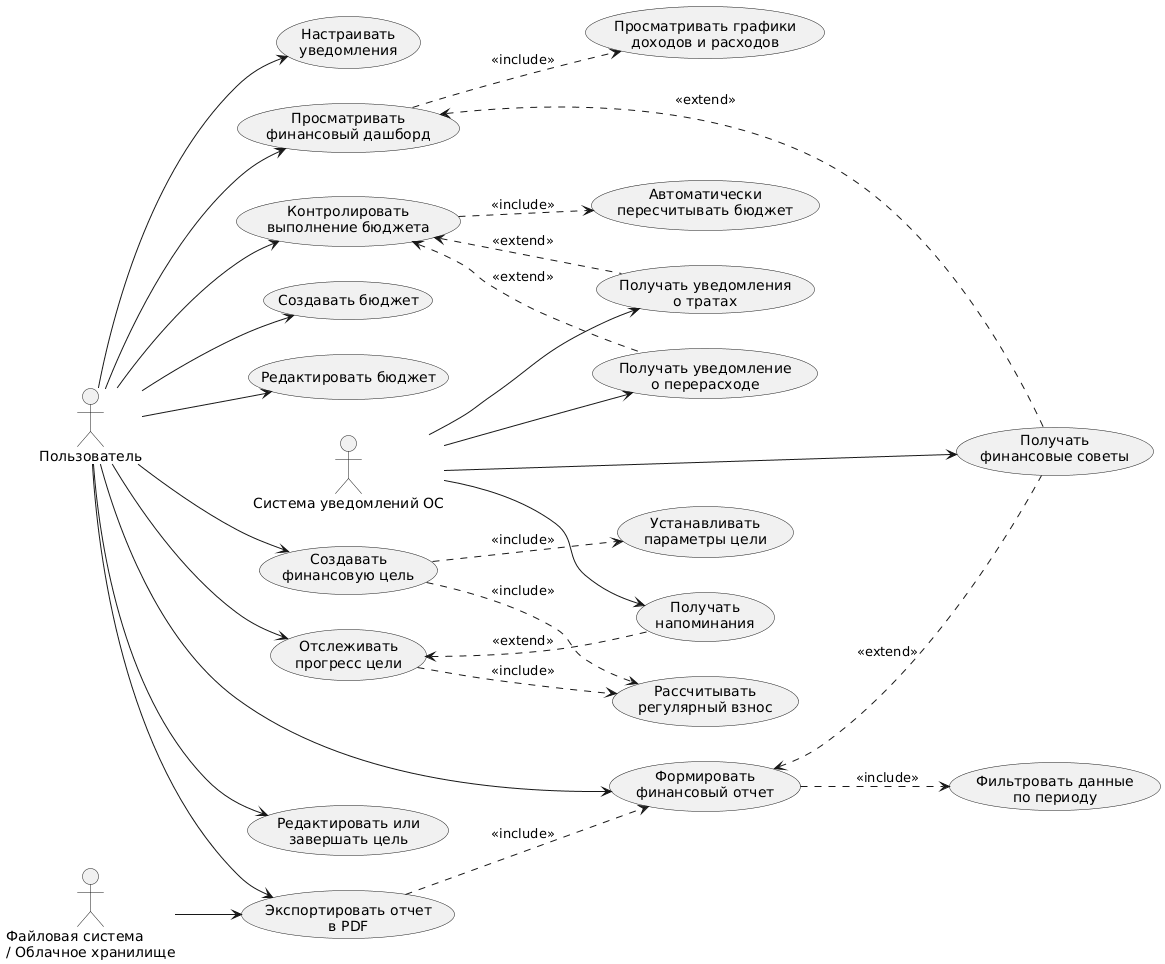 Просматривать графики
доходов и расходов
Настраивать
уведомления
«include»
«extend»
Просматривать
финансовый дашборд
Автоматически
пересчитывать бюджет
«include»
Контролировать
выполнение бюджета
«extend»
«extend»
Получать уведомления
о тратах
Создавать бюджет
Получать уведомление
о перерасходе
Редактировать бюджет
Пользователь
Получать
финансовые советы
Система уведомлений ОС
Устанавливать
параметры цели
«include»
Создавать
финансовую цель
«include»
Получать
напоминания
«extend»
Отслеживать
прогресс цели
«include»
«extend»
Рассчитывать
регулярный взнос
Формировать
финансовый отчет
«include»
Фильтровать данные
по периоду
Редактировать или
завершать цель
«include»
Экспортировать отчет
в PDF
Файловая система
/ Облачное хранилище